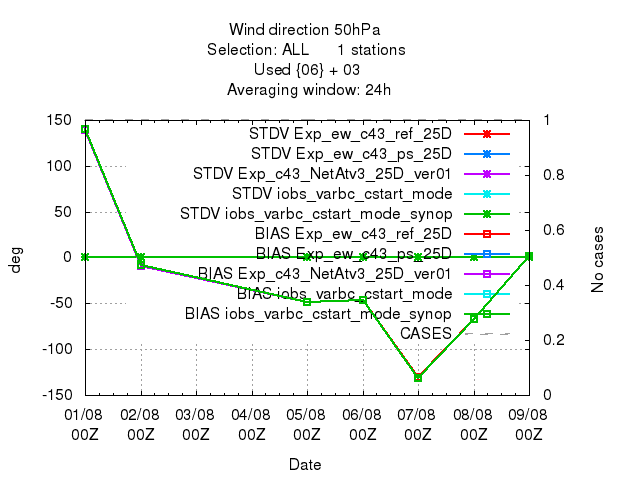 Wind direction 50hPa
Selection: ALL 1 stations
Used {06} + 03
Averaging window: 24h
150
100
50
0
-50
-100
-150
deg
1
0.8
0.6
0.4
0.2
0
No cases
STDV Exp_ew_c43_ref_25D
STDV Exp_ew_c43_ps_25D
STDV Exp_c43_NetAtv3_25D_ver01
STDV iobs_varbc_cstart_mode
STDV iobs_varbc_cstart_mode_synop
BIAS Exp_ew_c43_ref_25D
BIAS Exp_ew_c43_ps_25D
BIAS Exp_c43_NetAtv3_25D_ver01
BIAS iobs_varbc_cstart_mode
BIAS iobs_varbc_cstart_mode_synop
CASES
01/08 02/08 03/08 04/08 05/08 06/08 07/08 08/08 09/08
00Z 00Z 00Z 00Z 00Z 00Z 00Z 00Z 00Z
Date